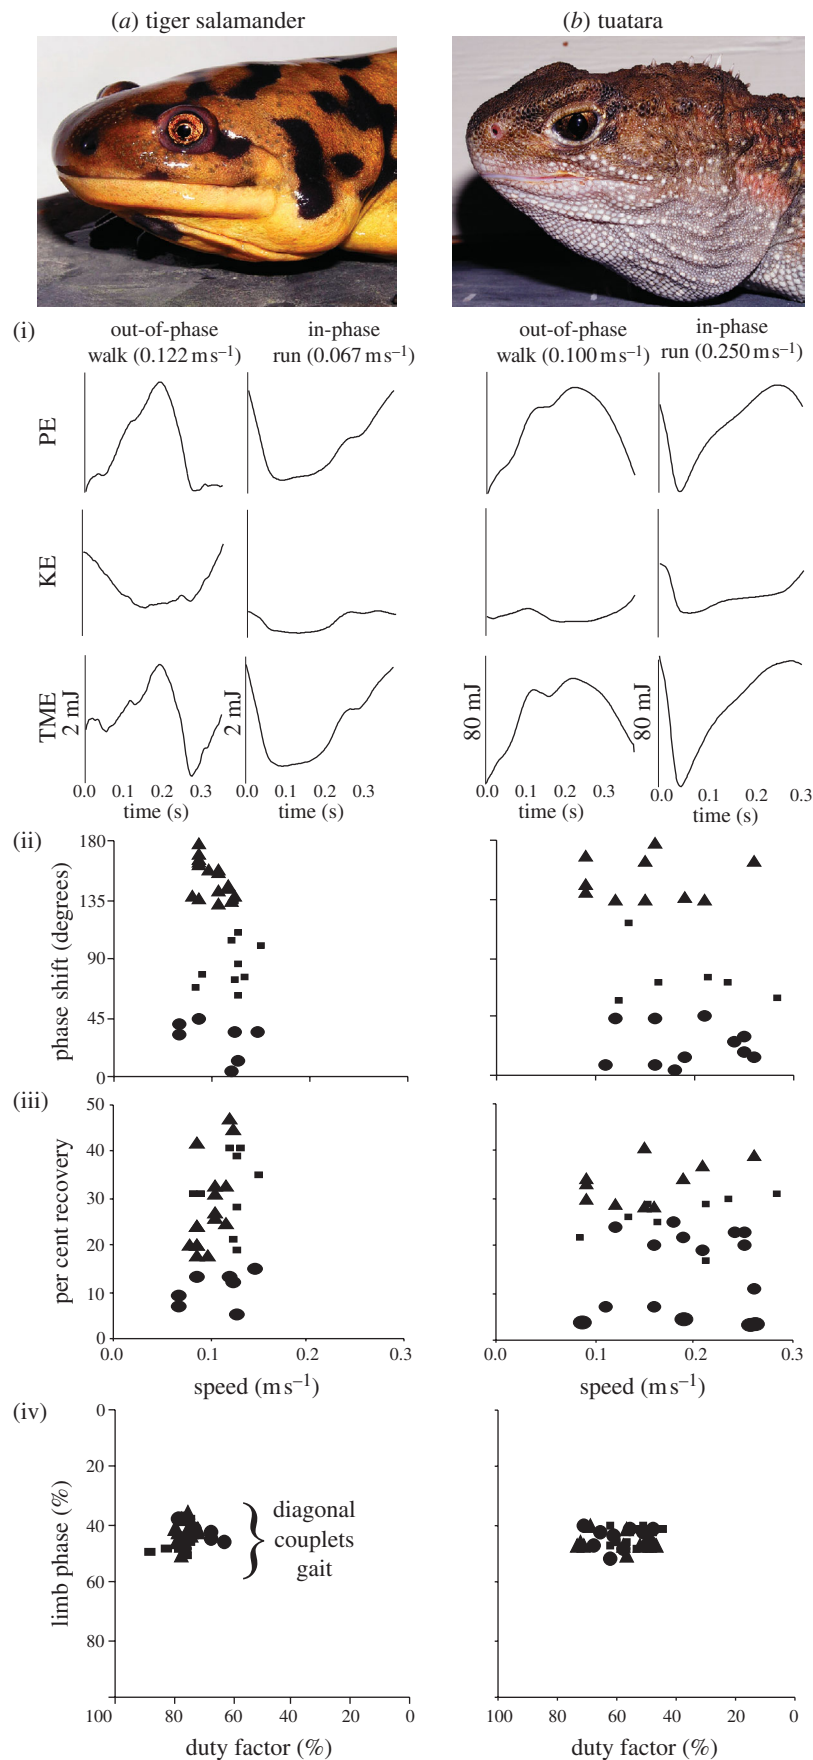 (a) tiger salamander
(b) tuatara
(i)
out-of-phase
walk (0.122 m s⁻¹)
in-phase
run (0.067 m s⁻¹)
out-of-phase
walk (0.100 m s⁻¹)
in-phase
run (0.250 m s⁻¹)
PE
KE
TME
2 mJ
2 mJ
80 mJ
80 mJ
0.0 0.1 0.2 0.3
0.1 0.2 0.3
0.0 0.1 0.2 0.3
0.0 0.1 0.2 0.3
time (s)
time (s)
time (s)
time (s)
(ii)
phase shift (degrees)
180
135
90
45
0
(iii)
per cent recovery
50
40
30
20
10
0
0.0 0.1 0.2 0.3
0.0 0.1 0.2 0.3
speed (m s⁻¹)
speed (m s⁻¹)
(iv)
limb phase (%)
0
20
40
60
80
diagonal
couplets
gait
100 80 60 40 20 0
100 80 60 40 20 0
duty factor (%)
duty factor (%)